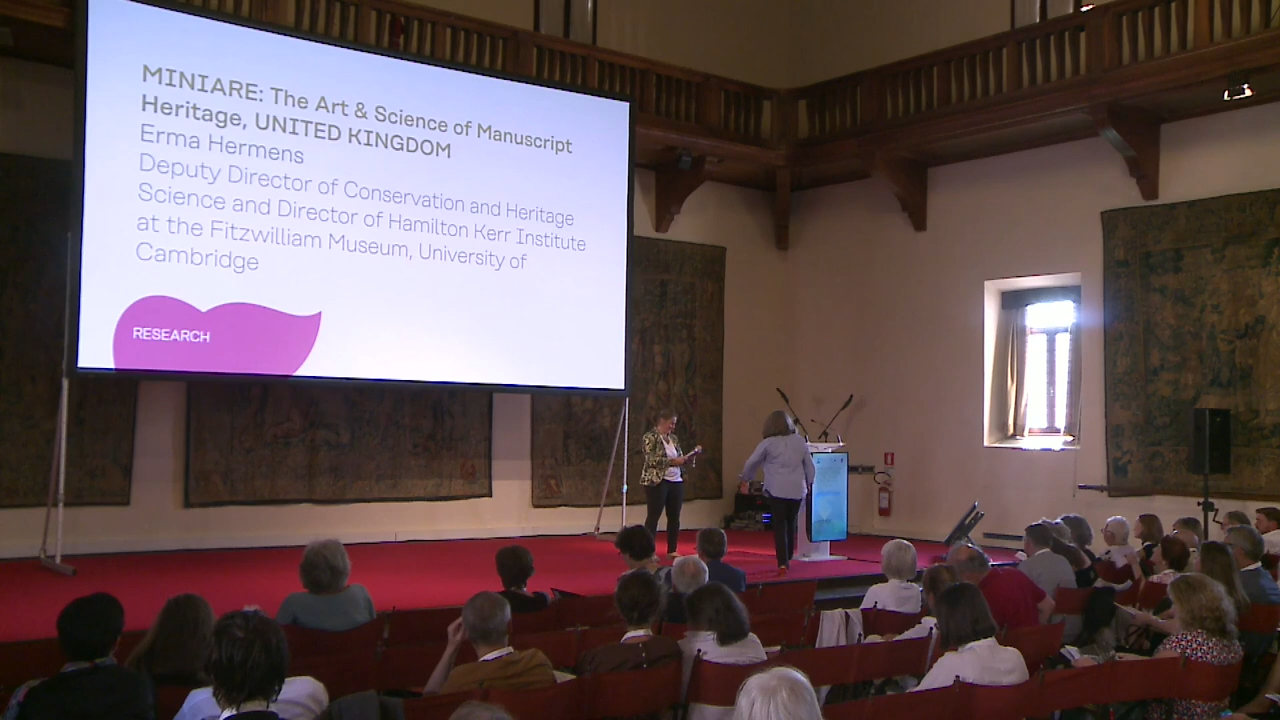 MINIARE: The Art & Science of Manuscript
Heritage, UNITED KINGDOM
Erma Hermens
Deputy Director of Conservation and Heritage
Science and Director of Hamilton Kerr Institute
at the Fitzwilliam Museum, University of
Cambridge
RESEARCH